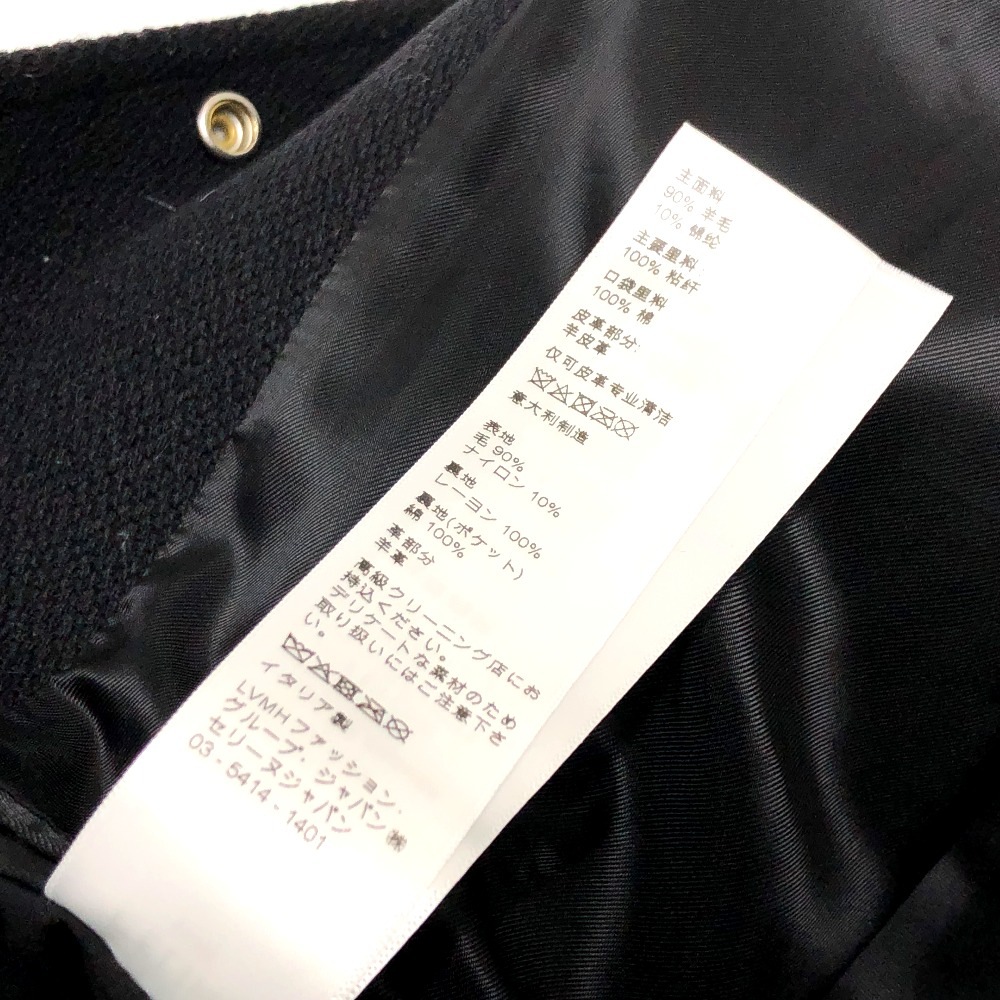 主面料
90% 羊毛
10% 锦纶
主要里料:
100% 粘纤
口袋里料
100% 棉
皮革部分:
羊皮革
仅可皮革专业清洁
意大利制造
表地
毛 90%
ナイロン 10%
裏地
レーヨン 100%
裏地(ポケット)
綿 100%
革部分
羊革
高級クリーニング店にお
持込ください。
デリケートな素材のため
取り扱いにはご注意下さ
い。
イタリア製
LVMHファッション・
グループ・ジャパン㈱
セリーヌジャパン
03 - 5414 - 1401